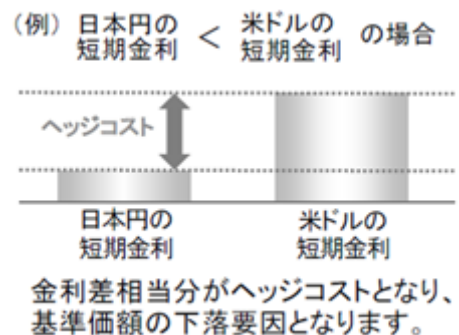 (例) 日本円の短期金利 < 米ドルの短期金利 の場合
ヘッジコスト
日本円の
短期金利
米ドルの
短期金利
金利差相当分がヘッジコストとなり、
基準価額の下落要因となります。